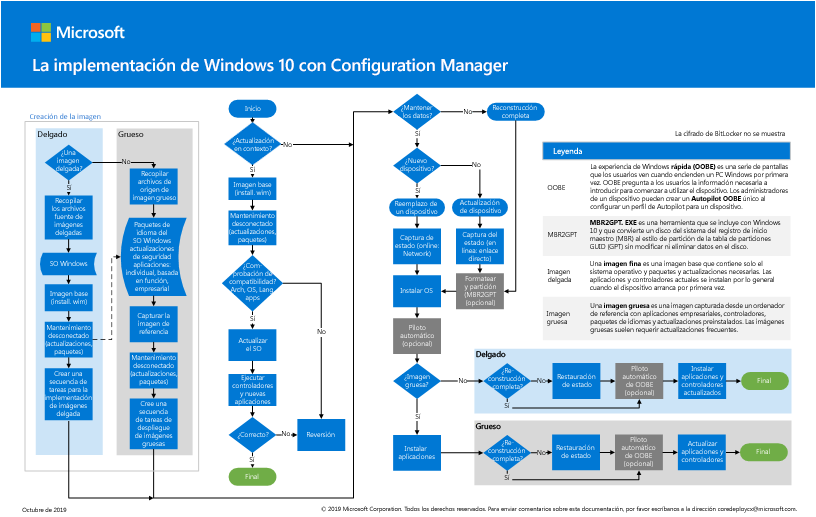 Microsoft
La implementación de Windows 10 con Configuration Manager
Creación de la imagen
Delgado
¿Una
imagen
delgada?
No
Sí
Recopilar
los archivos
fuente de
imágenes
delgadas
SO Windows
Imagen base
(install. wim)
Mantenimiento
desconectado
(actualizaciones,
paquetes)
Crear una
secuencia de
tareas para la
implementación
de imágenes
delgada
Grueso
Recopilar
archivos de
origen de
imagen grueso
Paquetes de
idioma del
SO Windows
actualizaciones
de seguridad
aplicaciones:
individual, basada
en función,
empresarial
Capturar la
imagen de
referencia
Mantenimiento
desconectado
(actualizaciones,
paquetes)
Cree una
secuencia
de tareas de
despliegue
de imágenes
gruesas
Inicio
¿Actualización
en contexto?
No
Sí
Imagen base
(install. wim)
Mantenimiento
desconectado
(actualizaciones,
paquetes)
¿Com
probación de
compatibilidad?
Arch, OS, Lang,
apps
No
Sí
Actualizar
el SO
Ejecutar
controladores
y nuevas
aplicaciones
¿Correcto?
No
Reversión
Sí
Final
¿Mantener
los datos?
No
Reconstrucción
completa
Sí
¿Nuevo
dispositivo?
No
Sí
Reemplazo de
un dispositivo
Actualización
de dispositivo
Captura de
estado (online:
Network)
Captura del
estado (en
línea: enlace
directo)
Instalar OS
Formatear
y partición
(MBR2GPT
(opcional)
Piloto
automático
(opcional)
¿Imagen
gruesa?
No
Sí
Instalar
aplicaciones
La cifrado de BitLocker no se muestra
Leyenda
OOBE
La experiencia de Windows rápida (OOBE) es una serie de pantallas
que los usuarios ven cuando encienden un PC Windows por primera
vez. OOBE pregunta a los usuarios la información necesaria a
introducir para comenzar a utilizar el dispositivo. Los administradores
de un dispositivo pueden crear un Autopilot OOBE único al
configurar un perfil de Autopilot para un dispositivo.
MBR2GPT
MBR2GPT. EXE es una herramienta que se incluye con Windows
10 y que convierte un disco del sistema del registro de inicio
maestro (MBR) al estilo de partición de la tabla de particiones
GUID (GPT) sin modificar ni eliminar datos en el disco.
Imagen
delgada
Una imagen fina es una imagen base que contiene solo el
sistema operativo y paquetes y actualizaciones necesarias. Las
aplicaciones y controladores actuales se instalan por lo general
cuando el dispositivo arranca por primera vez.
Imagen
gruesa
Una imagen gruesa es una imagen capturada desde un ordenador
de referencia con aplicaciones empresariales, controladores,
paquetes de idiomas y actualizaciones preinstalados. Las imágenes
gruesas suelen requerir actualizaciones frecuentes.
Delgado
¿Re
construcción
completa?
No
Sí
Restauración
de estado
Piloto
automático
de OOBE
(opcional)
Instalar
aplicaciones y
controladores
actualizados
Final
Grueso
¿Re
construcción
completa?
No
Sí
Restauración
de estado
Piloto
automático
de OOBE
(opcional)
Actualizar
aplicaciones y
controladores
Final
Octubre de 2019
© 2019 Microsoft Corporation. Todos los derechos reservados. Para enviar comentarios sobre esta documentación, por favor escríbanos a la dirección coredeploycx@microsoft.com.